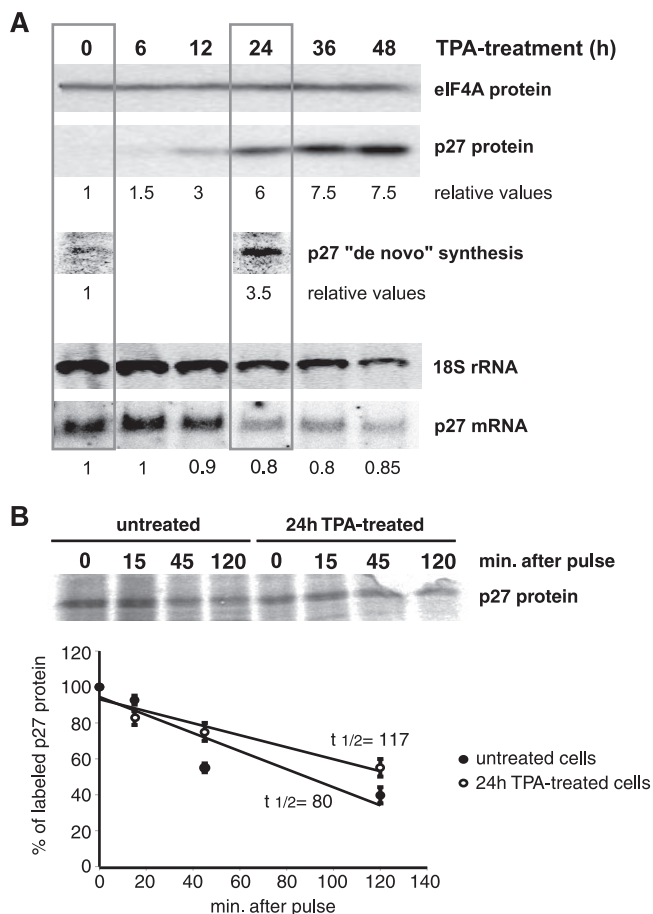 A
0 6 12 24 36 48 TPA-treatment (h)
eIF4A protein
p27 protein
1 1.5 3 6 7.5 7.5 relative values
p27 "de novo" synthesis
1 3.5 relative values
18S rRNA
p27 mRNA
1 1 0.9 0.8 0.8 0.85
B
untreated 24h TPA-treated
0 15 45 120 0 15 45 120 min. after pulse
p27 protein
% of labeled p27 protein
120
100
80
60
40
20
0
t 1/2= 117
t 1/2= 80
untreated cells
24h TPA-treated cells
0 20 40 60 80 100 120 140
min. after pulse